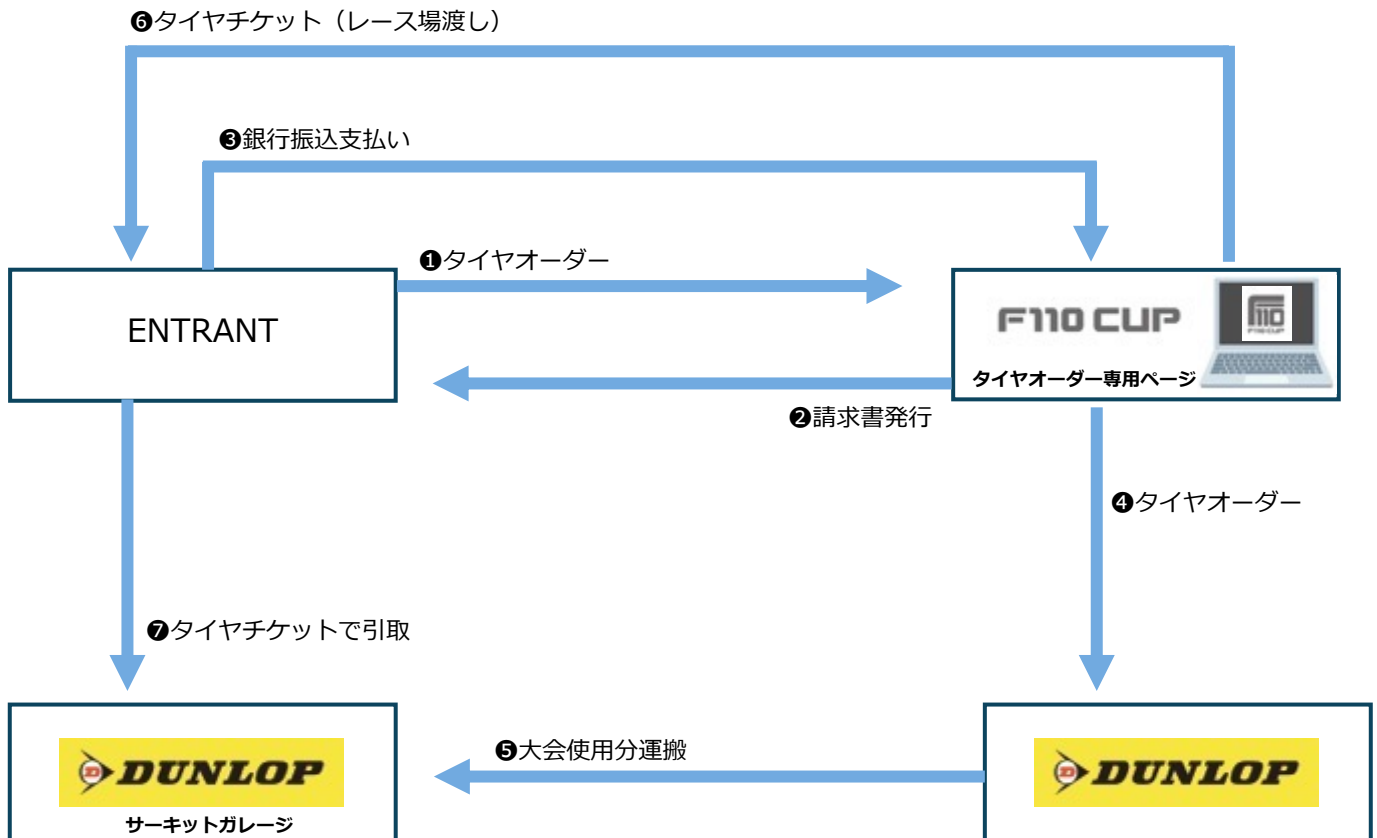 ❻タイヤチケット（レース場渡し）
❸銀行振込支払い
❶タイヤオーダー
ENTRANT
F110 CUP
F110 CUP
タイヤオーダー専用ページ
❷請求書発行
❹タイヤオーダー
❼タイヤチケットで引取
❺大会使用分運搬
D DUNLOP
サーキットガレージ
D DUNLOP